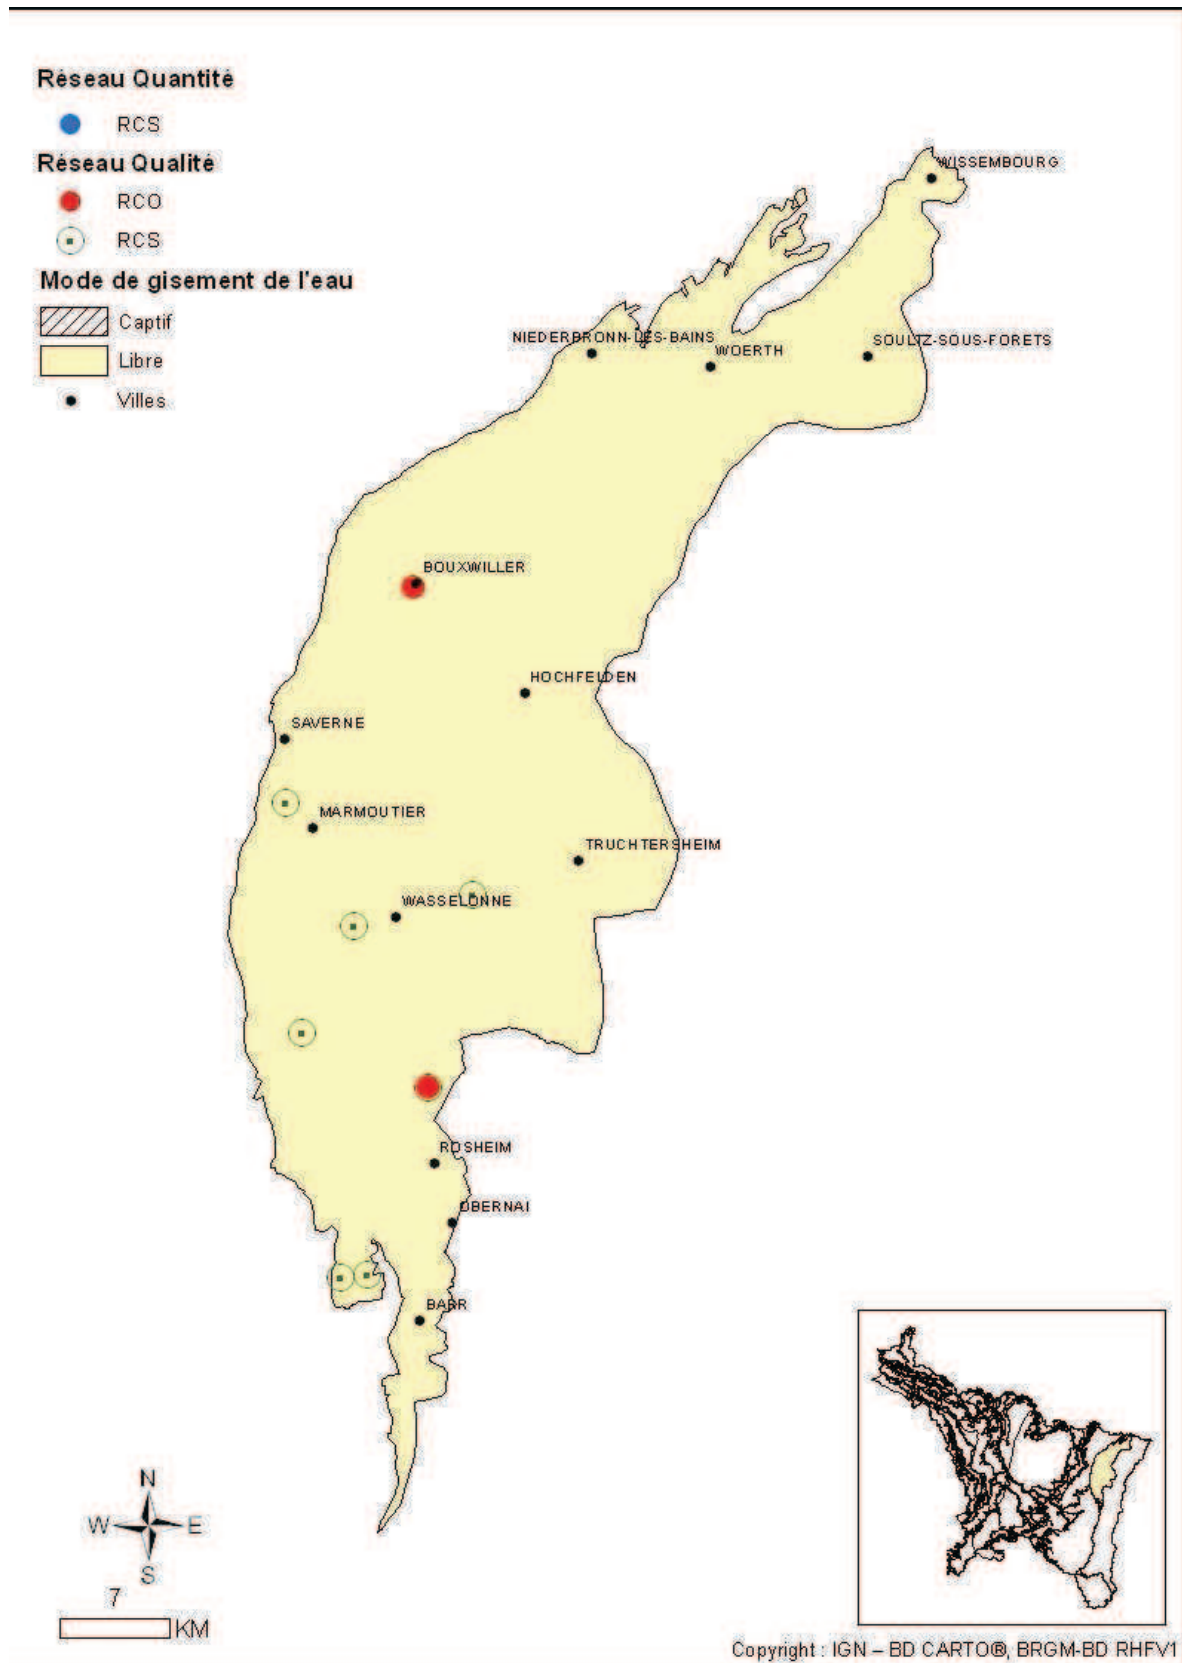 Réseau Quantité
RCS
Réseau Qualité
RCO
RCS
Mode de gisement de l'eau
Captif
Libre
Villes
WISSEMBOURG
NIEDERBRONN-LES-BAINS
WOERTH
SOULTZ-SOUS-FORETS
BOUXWILLER
HOCHFELDEN
SAVERNE
MARMOUTIER
TRUCHTERSHEIM
WASSELONNE
ROSHEIM
OBERNAI
BARR
N
W E
S
7
KM
Copyright : IGN – BD CARTO®, BRGM-BD RHFV1